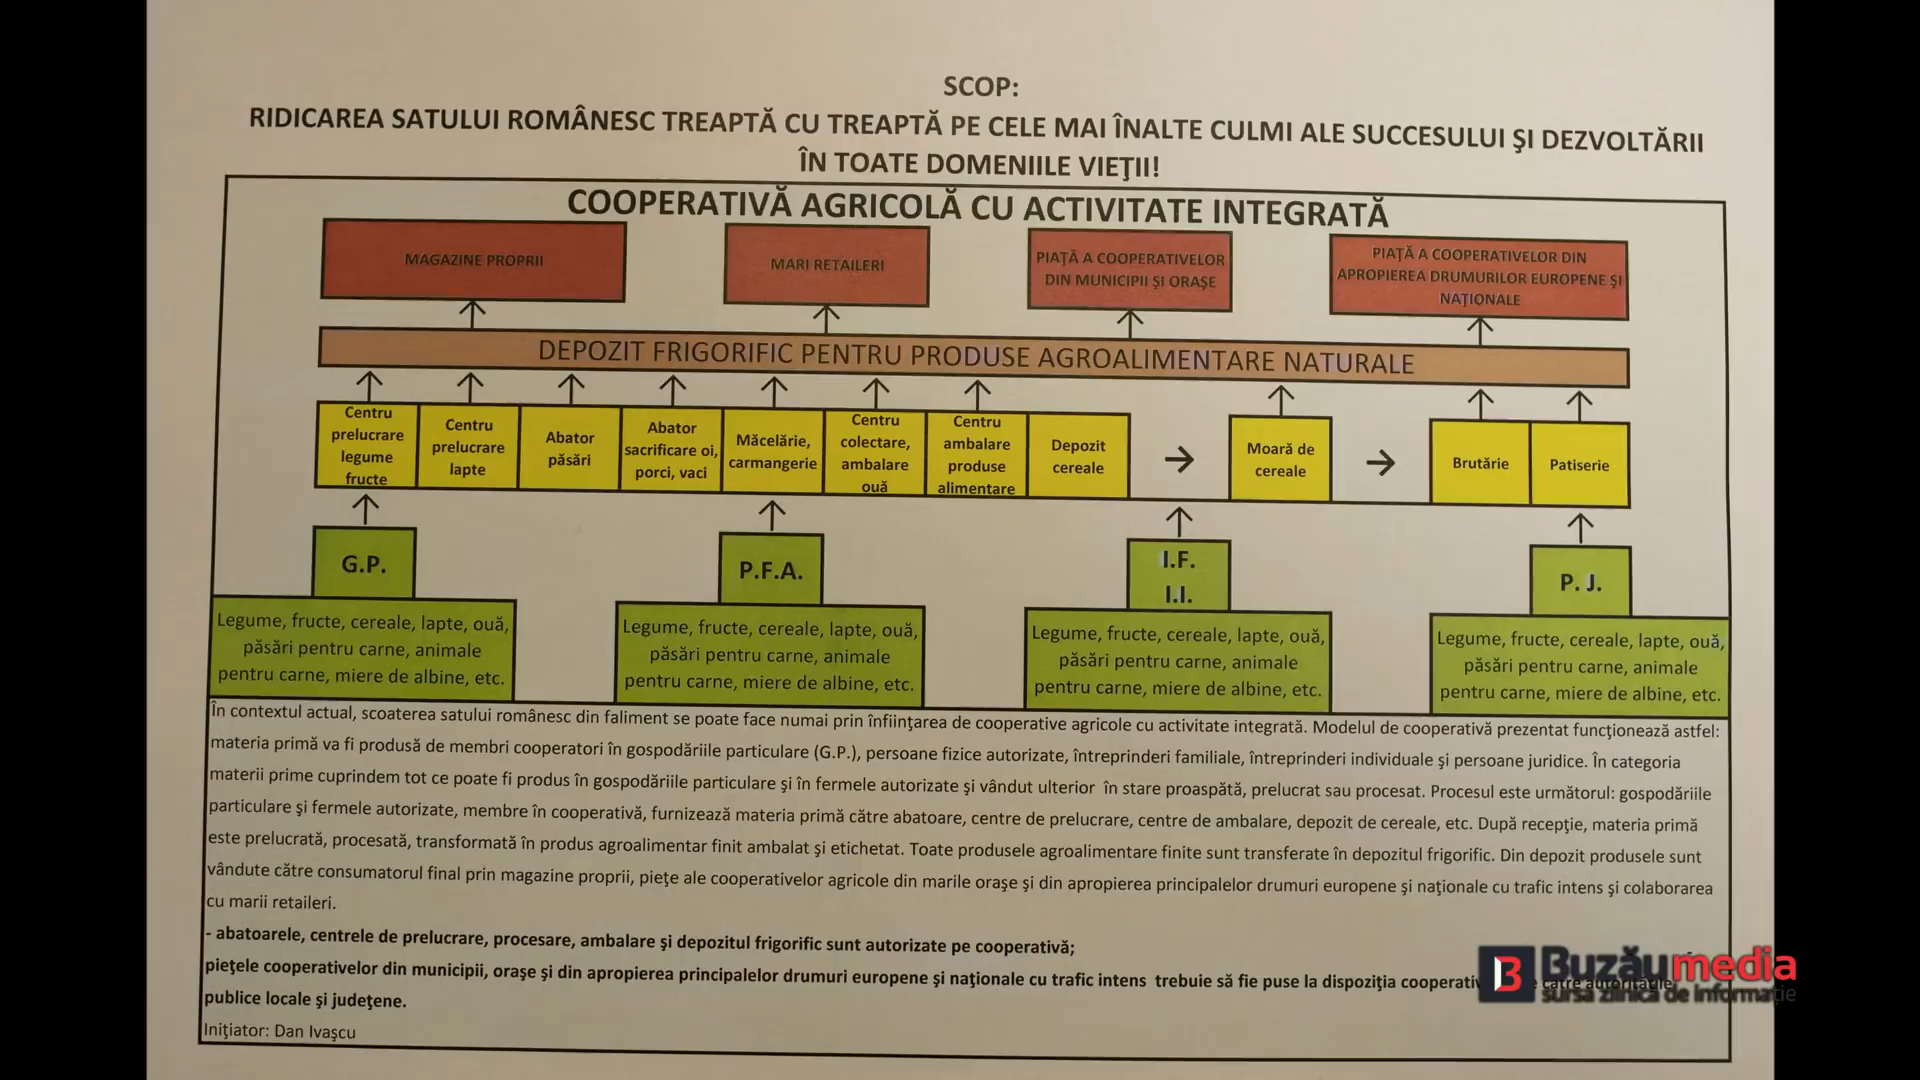 SCOP:
RIDICAREA SATULUI ROMÂNESC TREAPTĂ CU TREAPTĂ PE CELE MAI ÎNALTE CULMI ALE SUCCESULUI ŞI DEZVOLTĂRII
ÎN TOATE DOMENIILE VIEŢII!
COOPERATIVĂ AGRICOLĂ CU ACTIVITATE INTEGRATĂ
MAGAZINE PROPRII
MARI RETAILERI
PIAŢĂ A COOPERATIVELOR
DIN MUNICIPII ŞI ORAŞE
PIAŢĂ A COOPERATIVELOR DIN
APROPIEREA DRUMURILOR EUROPENE ŞI
NAŢIONALE
DEPOZIT FRIGORIFIC PENTRU PRODUSE AGROALIMENTARE NATURALE
Centru
prelucrare
legume
fructe
Centru
prelucrare
lapte
Abator
păsări
Abator
sacrificare oi,
porci, vaci
Măcelărie,
carmangerie
Centru
colectare,
ambalare
ouă
Centru
ambalare
produse
alimentare
Depozit
cereale
Moară de
cereale
Brutărie
Patiserie
G.P.
P.F.A.
I.F.
I.I.
P. J.
Legume, fructe, cereale, lapte, ouă,
păsări pentru carne, animale
pentru carne, miere de albine, etc.
Legume, fructe, cereale, lapte, ouă,
păsări pentru carne, animale
pentru carne, miere de albine, etc.
Legume, fructe, cereale, lapte, ouă,
păsări pentru carne, animale
pentru carne, miere de albine, etc.
Legume, fructe, cereale, lapte, ouă,
păsări pentru carne, animale
pentru carne, miere de albine, etc.
În contextul actual, scoaterea satului românesc din faliment se poate face numai prin înfiinţarea de cooperative agricole cu activitate integrată. Modelul de cooperativă prezentat funcţionează astfel:
materia primă va fi produsă de membri cooperatori în gospodăriile particulare (G.P.), persoane fizice autorizate, întreprinderi familiale, întreprinderi individuale şi persoane juridice. În categoria
materii prime cuprindem tot ce poate fi produs în gospodăriile particulare şi în fermele autorizate şi vândut ulterior în stare proaspătă, prelucrat sau procesat. Procesul este următorul: gospodăriile
particulare şi fermele autorizate, membre în cooperativă, furnizează materia primă către abatoare, centre de prelucrare, centre de ambalare, depozit de cereale, etc. După recepţie, materia primă
este prelucrată, procesată, transformată în produs agroalimentar finit ambalat şi etichetat. Toate produsele agroalimentare finite sunt transferate în depozitul frigorific. Din depozit produsele sunt
vândute către consumatorul final prin magazine proprii, pieţe ale cooperativelor agricole din marile oraşe şi din apropierea principalelor drumuri europene şi naţionale cu trafic intens şi colaborarea
cu marii retaileri.
- abatoarele, centrele de prelucrare, procesare, ambalare şi depozitul frigorific sunt autorizate pe cooperativă;
pieţele cooperativelor din municipii, oraşe şi din apropierea principalelor drumuri europene şi naţionale cu trafic intens trebuie să fie puse la dispoziţia către autorităţile
publice locale şi judeţene.
Iniţiator: Dan Ivaşcu
B Buzăumedia
sursa zilnică de informaţie